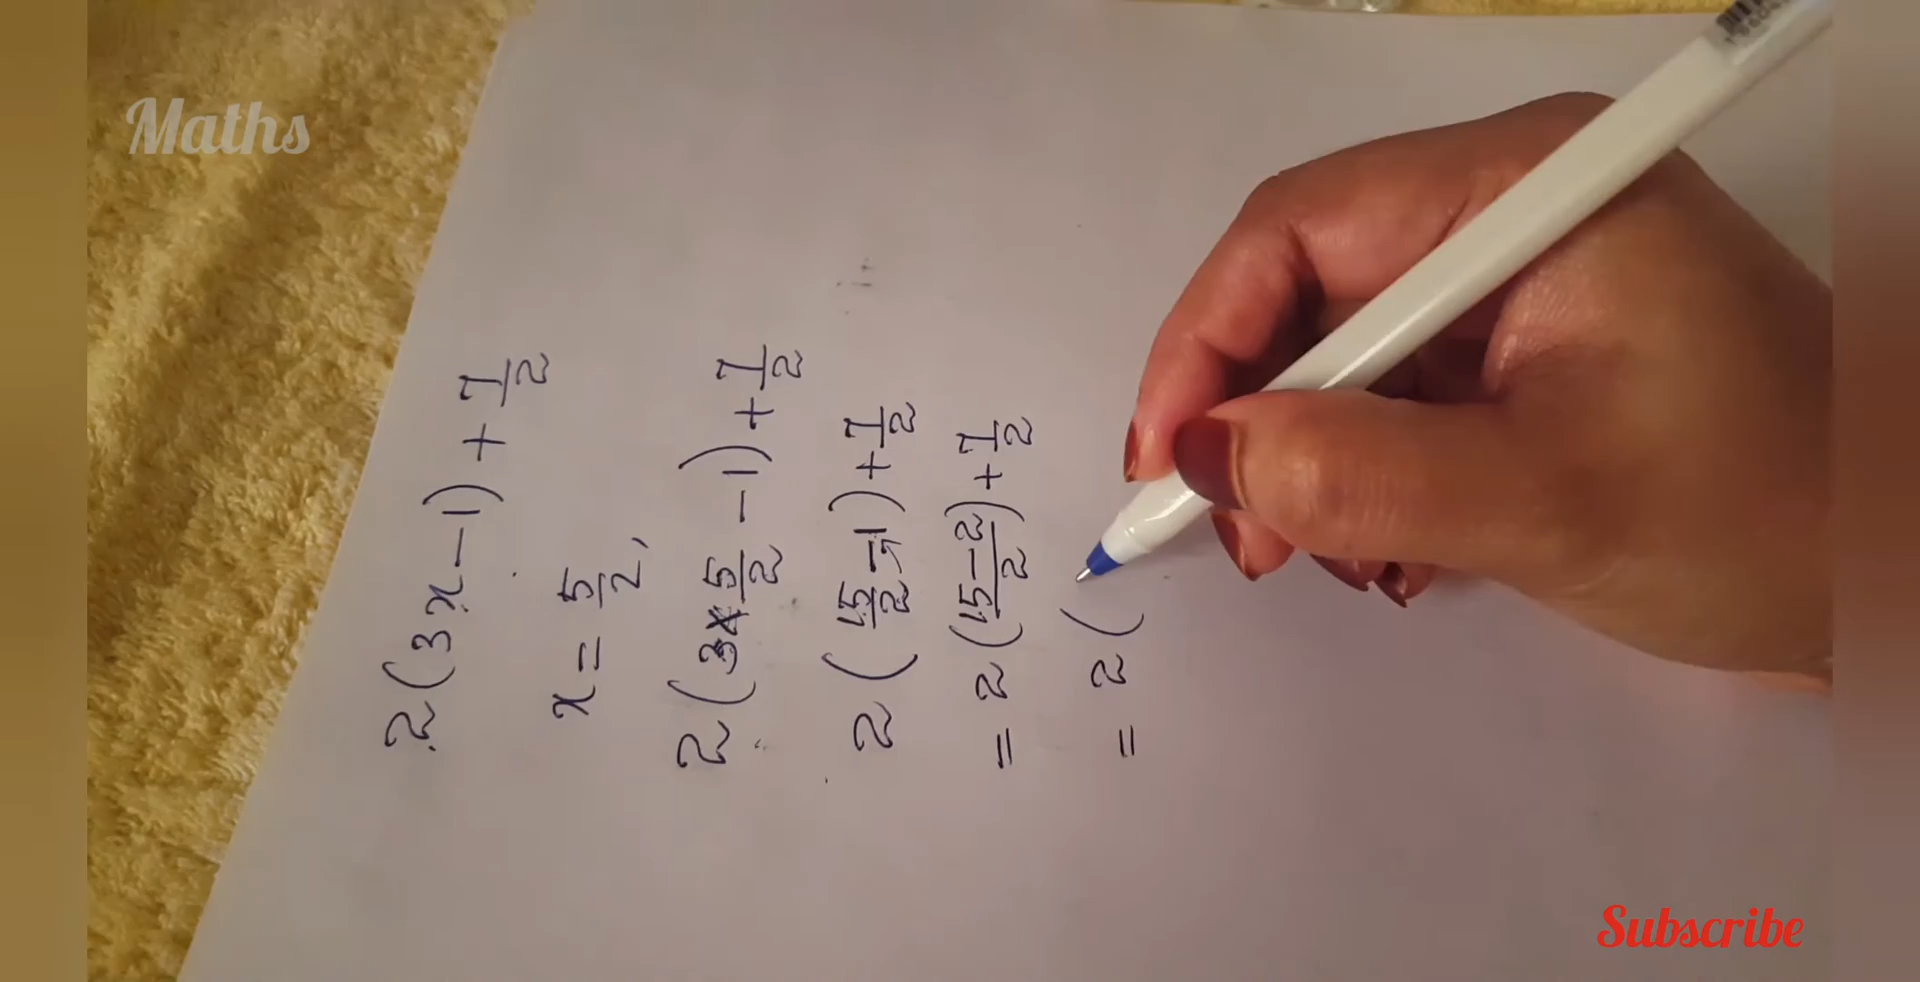 Maths
2(3x-1)+7/2
x=5/2,
2(3×5/2-1)+7/2
2(15/2-1)+7/2
=2(15-2/2)+7/2
=2(
Subscribe